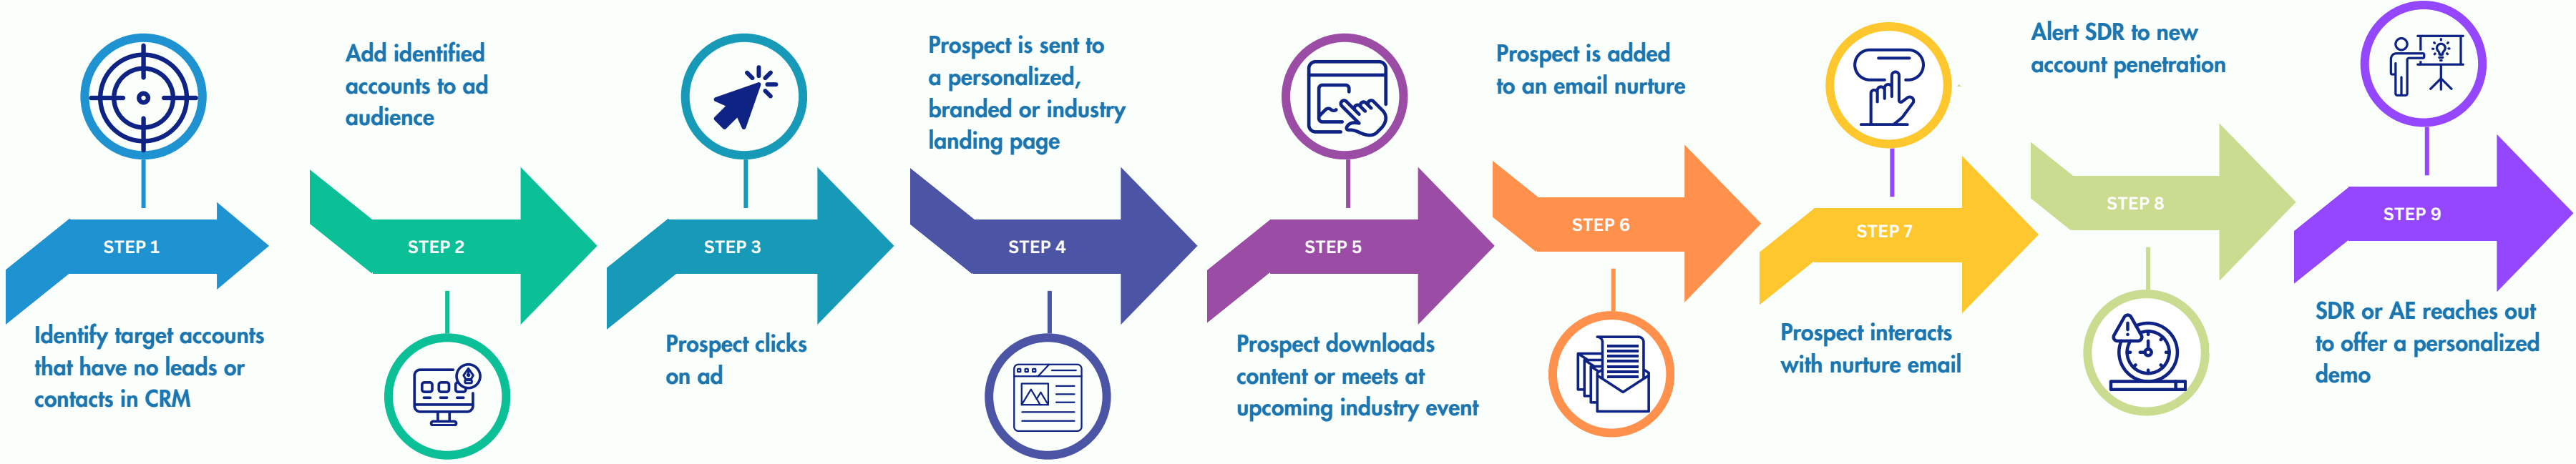 STEP 1
Identify target accounts
that have no leads or
contacts in CRM
Add identified
accounts to ad
audience
STEP 2
STEP 3
Prospect clicks
on ad
Prospect is sent to
a personalized,
branded or industry
landing page
STEP 4
STEP 5
Prospect downloads
content or meets at
upcoming industry event
Prospect is added
to an email nurture
STEP 6
STEP 7
Prospect interacts
with nurture email
Alert SDR to new
account penetration
STEP 8
STEP 9
SDR or AE reaches out
to offer a personalized
demo